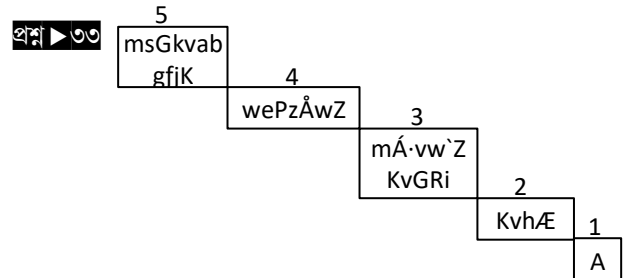 প্রশ্ন ▶ ৩৩
5
msGkvab
gfjK
4
wePzÅwZ
3
mÁ·vw`Z
KvGRi
2
KvhÆ
1
A